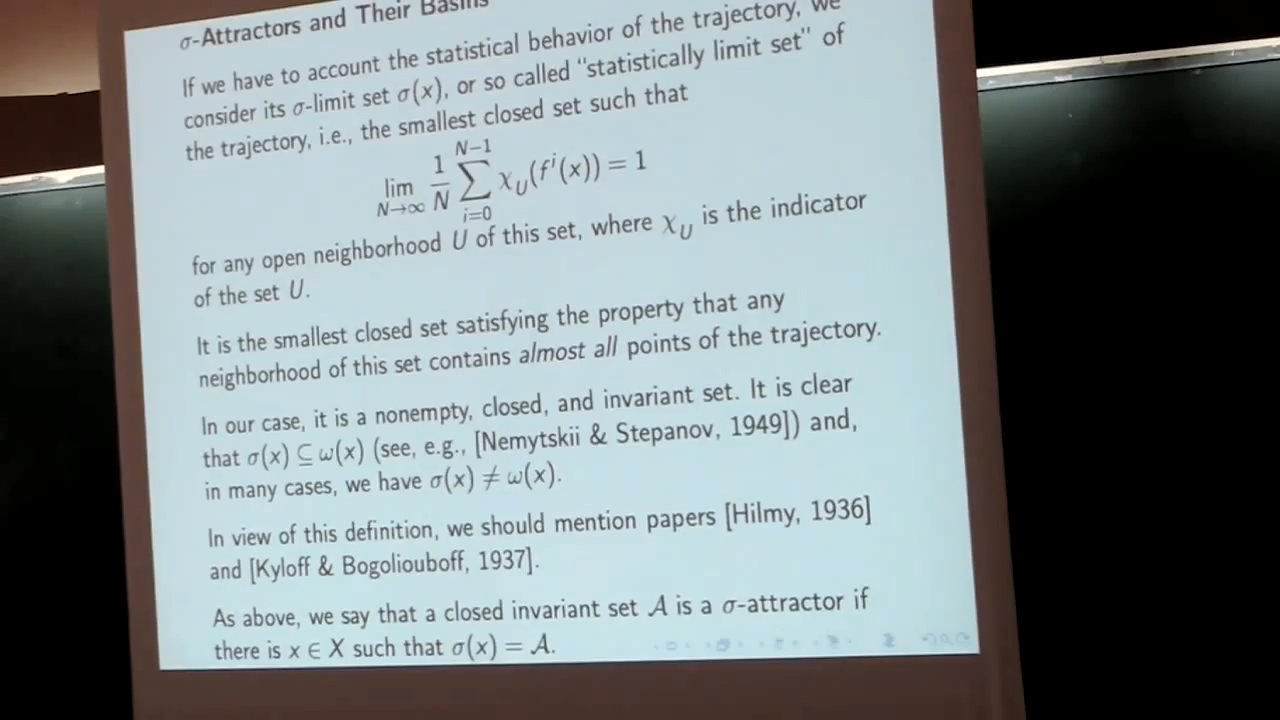 σ-Attractors and Their Basins
If we have to account the statistical behavior of the trajectory, we
consider its σ-limit set σ(x), or so called "statistically limit set" of
the trajectory, i.e., the smallest closed set such that
lim_{N→∞} 1/N ∑_{i=0}^{N−1} χ_U(f^i(x)) = 1
for any open neighborhood U of this set, where χ_U is the indicator
of the set U.
It is the smallest closed set satisfying the property that any
neighborhood of this set contains almost all points of the trajectory.
In our case, it is a nonempty, closed, and invariant set. It is clear
that σ(x) ⊆ ω(x) (see, e.g., [Nemytskii & Stepanov, 1949]) and,
in many cases, we have σ(x) ≠ ω(x).
In view of this definition, we should mention papers [Hilmy, 1936]
and [Kyloff & Bogoliouboff, 1937].
As above, we say that a closed invariant set 𝒜 is a σ-attractor if
there is x ∈ X such that σ(x) = 𝒜.